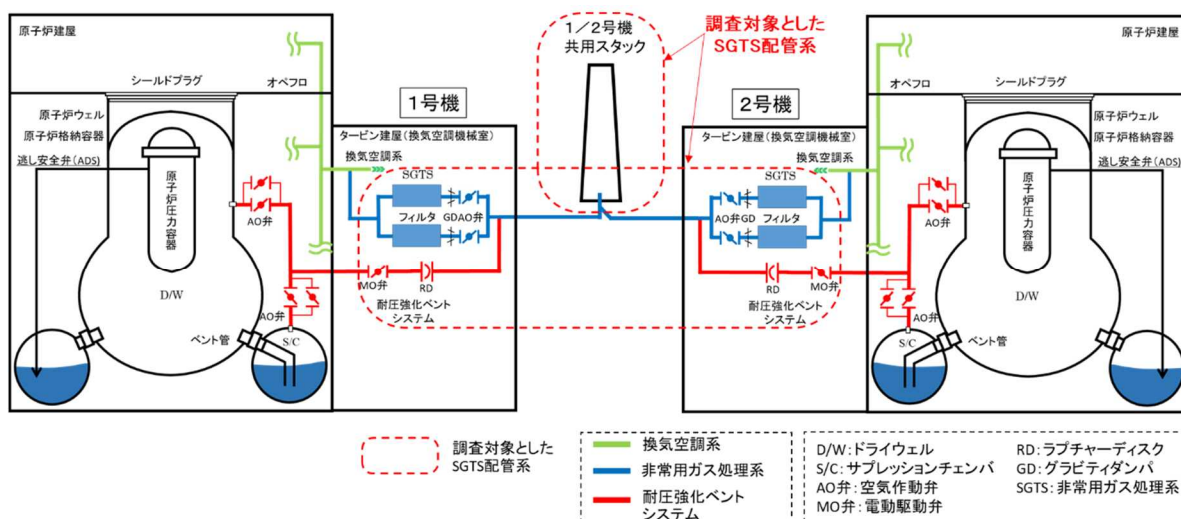 原子炉建屋
シールドプラグ
オペフロ
原子炉ウェル
原子炉格納容器
逃し安全弁(ADS)
原子炉圧力容器
AO弁
D/W
AO弁
ベント管
S/C
1号機
タービン建屋(換気空調機械室)
換気空調系
SGTS
フィルタ
GD
AO弁
MO弁
RD
耐圧強化ベント
システム
1/2号機
共用スタック
調査対象とした
SGTS配管系
2号機
タービン建屋(換気空調機械室)
換気空調系
SGTS
AO弁
GD
フィルタ
RD
MO弁
耐圧強化ベント
システム
原子炉建屋
シールドプラグ
オペフロ
原子炉ウェル
原子炉格納容器
逃し安全弁(ADS)
原子炉圧力容器
AO弁
D/W
AO弁
S/C
ベント管
調査対象とした
SGTS配管系
換気空調系
非常用ガス処理系
耐圧強化ベント
システム
D/W:ドライウェル
S/C:サプレッションチェンバ
AO弁:空気作動弁
MO弁:電動駆動弁
RD:ラプチャーディスク
GD:グラビティダンパ
SGTS:非常用ガス処理系